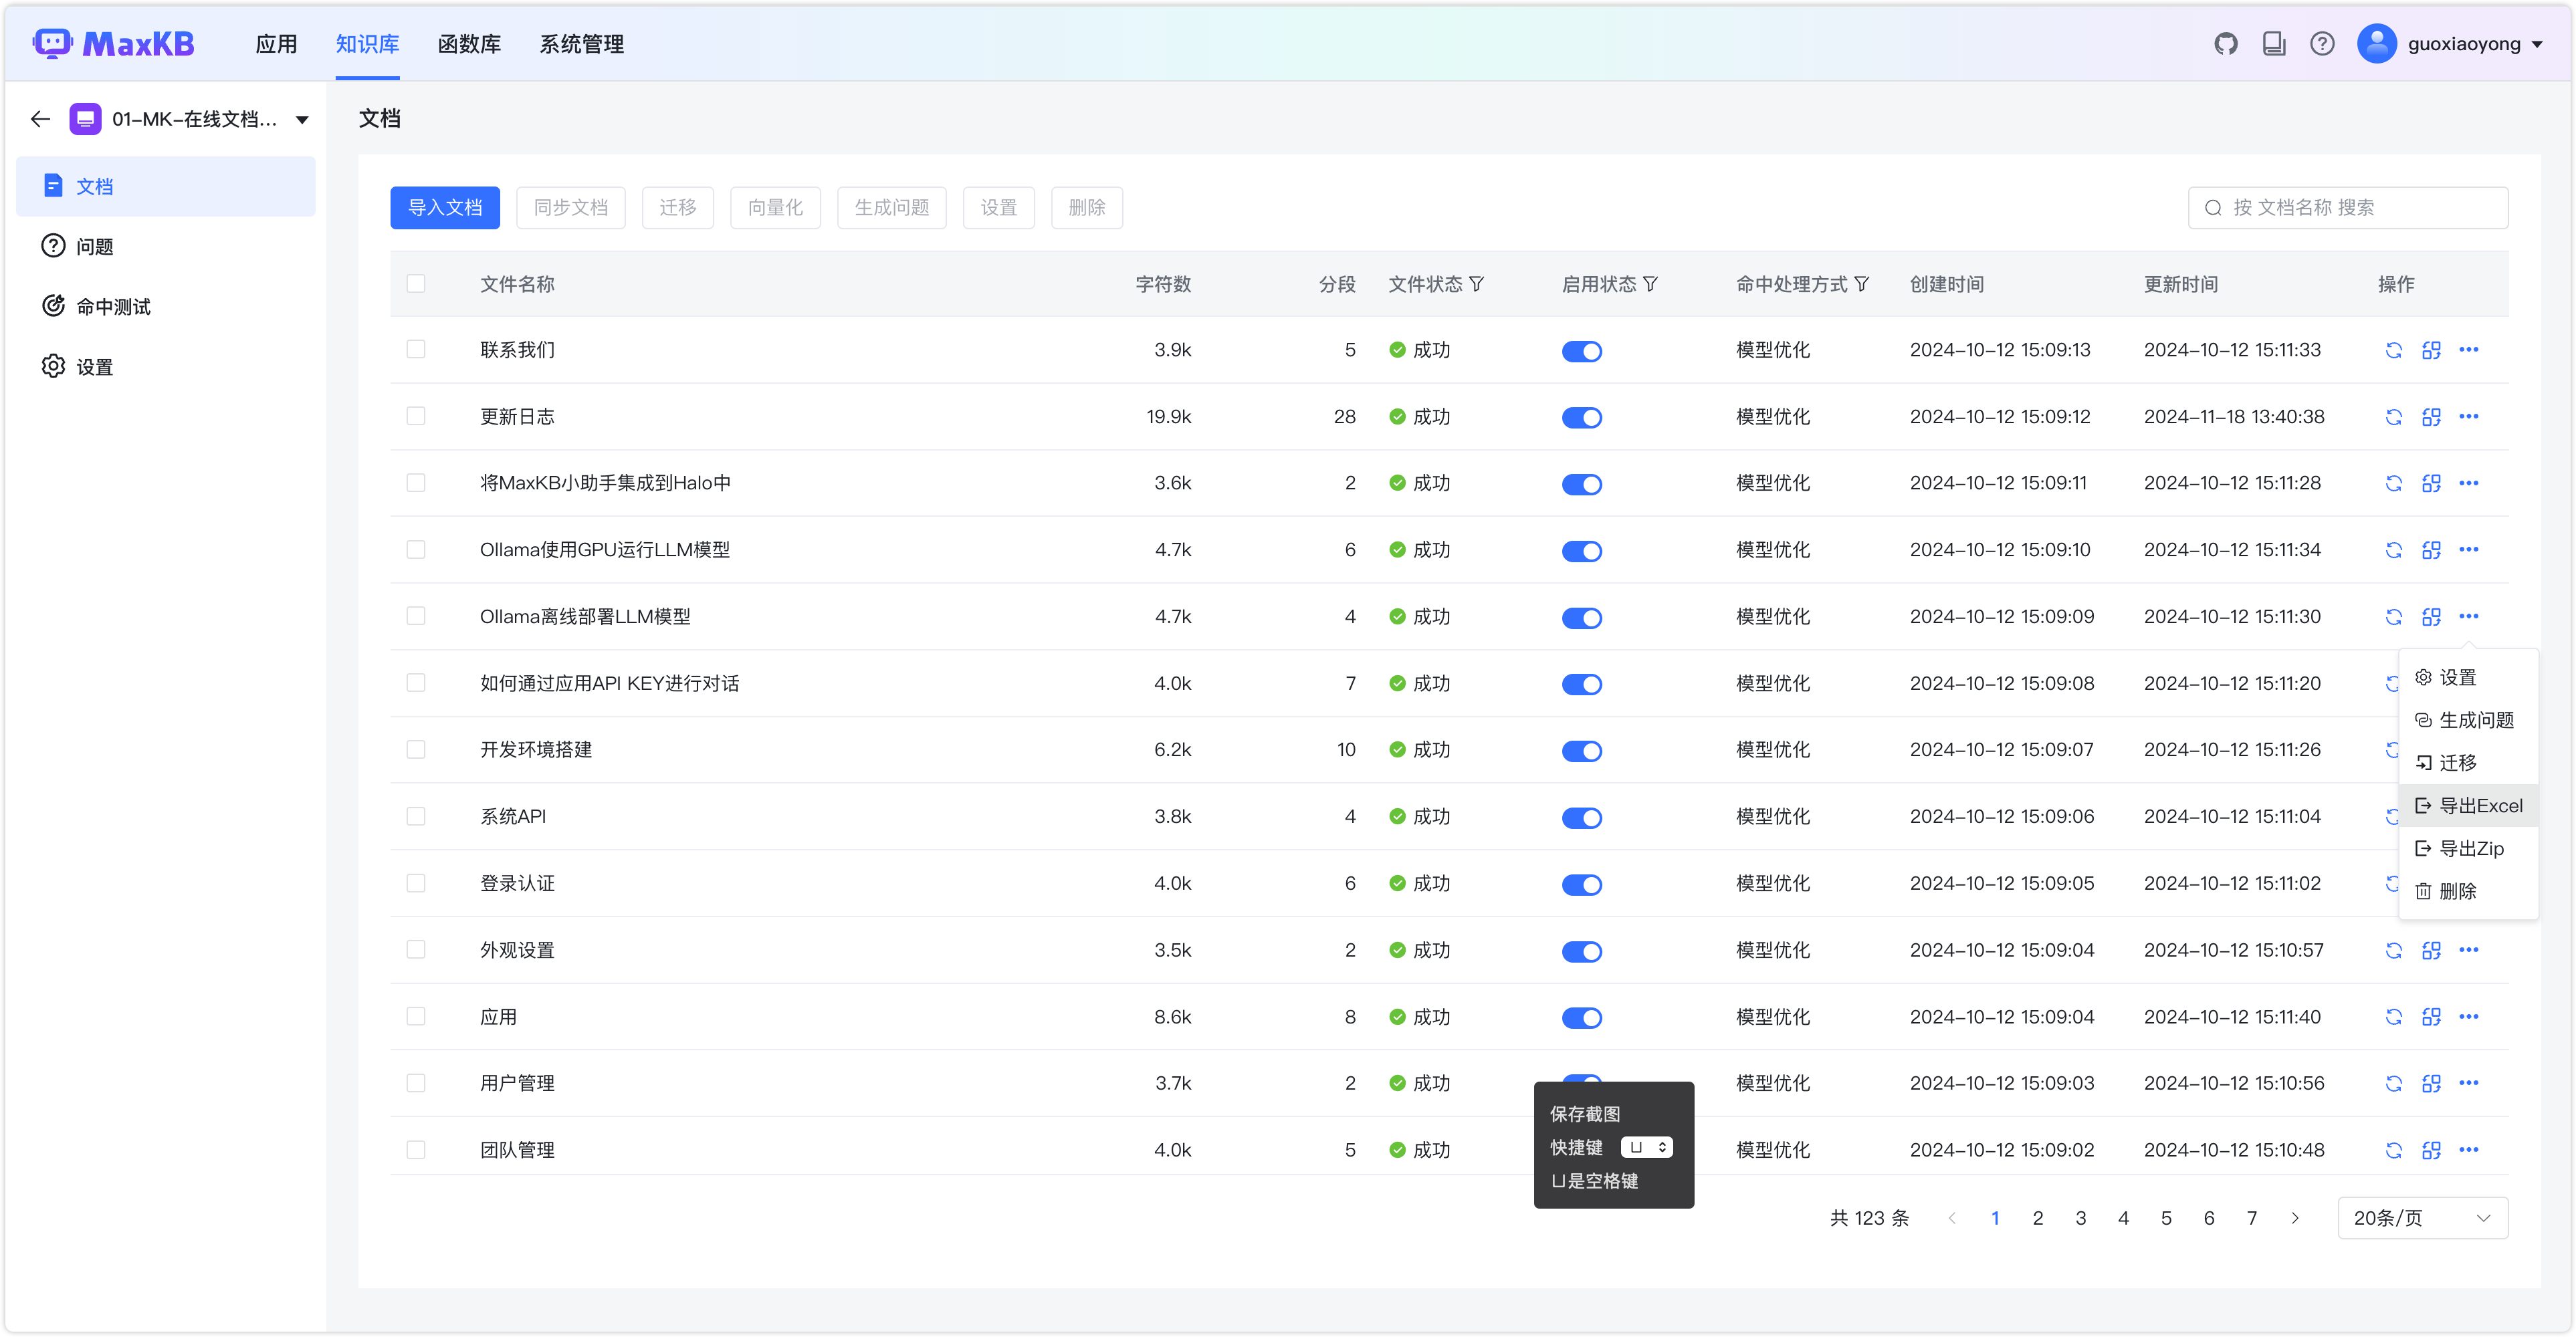 MaxKB 应用 知识库 函数库 系统管理 guoxiaoyong
01-MK-在线文档...
文档
问题
命中测试
设置
文档
导入文档 同步文档 迁移 向量化 生成问题 设置 删除 按 文档名称 搜索
文件名称 字符数 分段 文件状态 启用状态 命中处理方式 创建时间 更新时间 操作
联系我们 3.9k 5 成功 模型优化 2024-10-12 15:09:13 2024-10-12 15:11:33
更新日志 19.9k 28 成功 模型优化 2024-10-12 15:09:12 2024-11-18 13:40:38
将MaxKB小助手集成到Halo中 3.6k 2 成功 模型优化 2024-10-12 15:09:11 2024-10-12 15:11:28
Ollama使用GPU运行LLM模型 4.7k 6 成功 模型优化 2024-10-12 15:09:10 2024-10-12 15:11:34
Ollama离线部署LLM模型 4.7k 4 成功 模型优化 2024-10-12 15:09:09 2024-10-12 15:11:30
如何通过应用API KEY进行对话 4.0k 7 成功 模型优化 2024-10-12 15:09:08 2024-10-12 15:11:20
开发环境搭建 6.2k 10 成功 模型优化 2024-10-12 15:09:07 2024-10-12 15:11:26
系统API 3.8k 4 成功 模型优化 2024-10-12 15:09:06 2024-10-12 15:11:04
登录认证 4.0k 6 成功 模型优化 2024-10-12 15:09:05 2024-10-12 15:11:02
外观设置 3.5k 2 成功 模型优化 2024-10-12 15:09:04 2024-10-12 15:10:57
应用 8.6k 8 成功 模型优化 2024-10-12 15:09:04 2024-10-12 15:11:40
用户管理 3.7k 2 成功 模型优化 2024-10-12 15:09:03 2024-10-12 15:10:56
团队管理 4.0k 5 成功 模型优化 2024-10-12 15:09:02 2024-10-12 15:10:48
设置
生成问题
迁移
导出Excel
导出Zip
删除
保存截图
快捷键 ⊔
⊔是空格键
共 123 条 1 2 3 4 5 6 7 20条/页